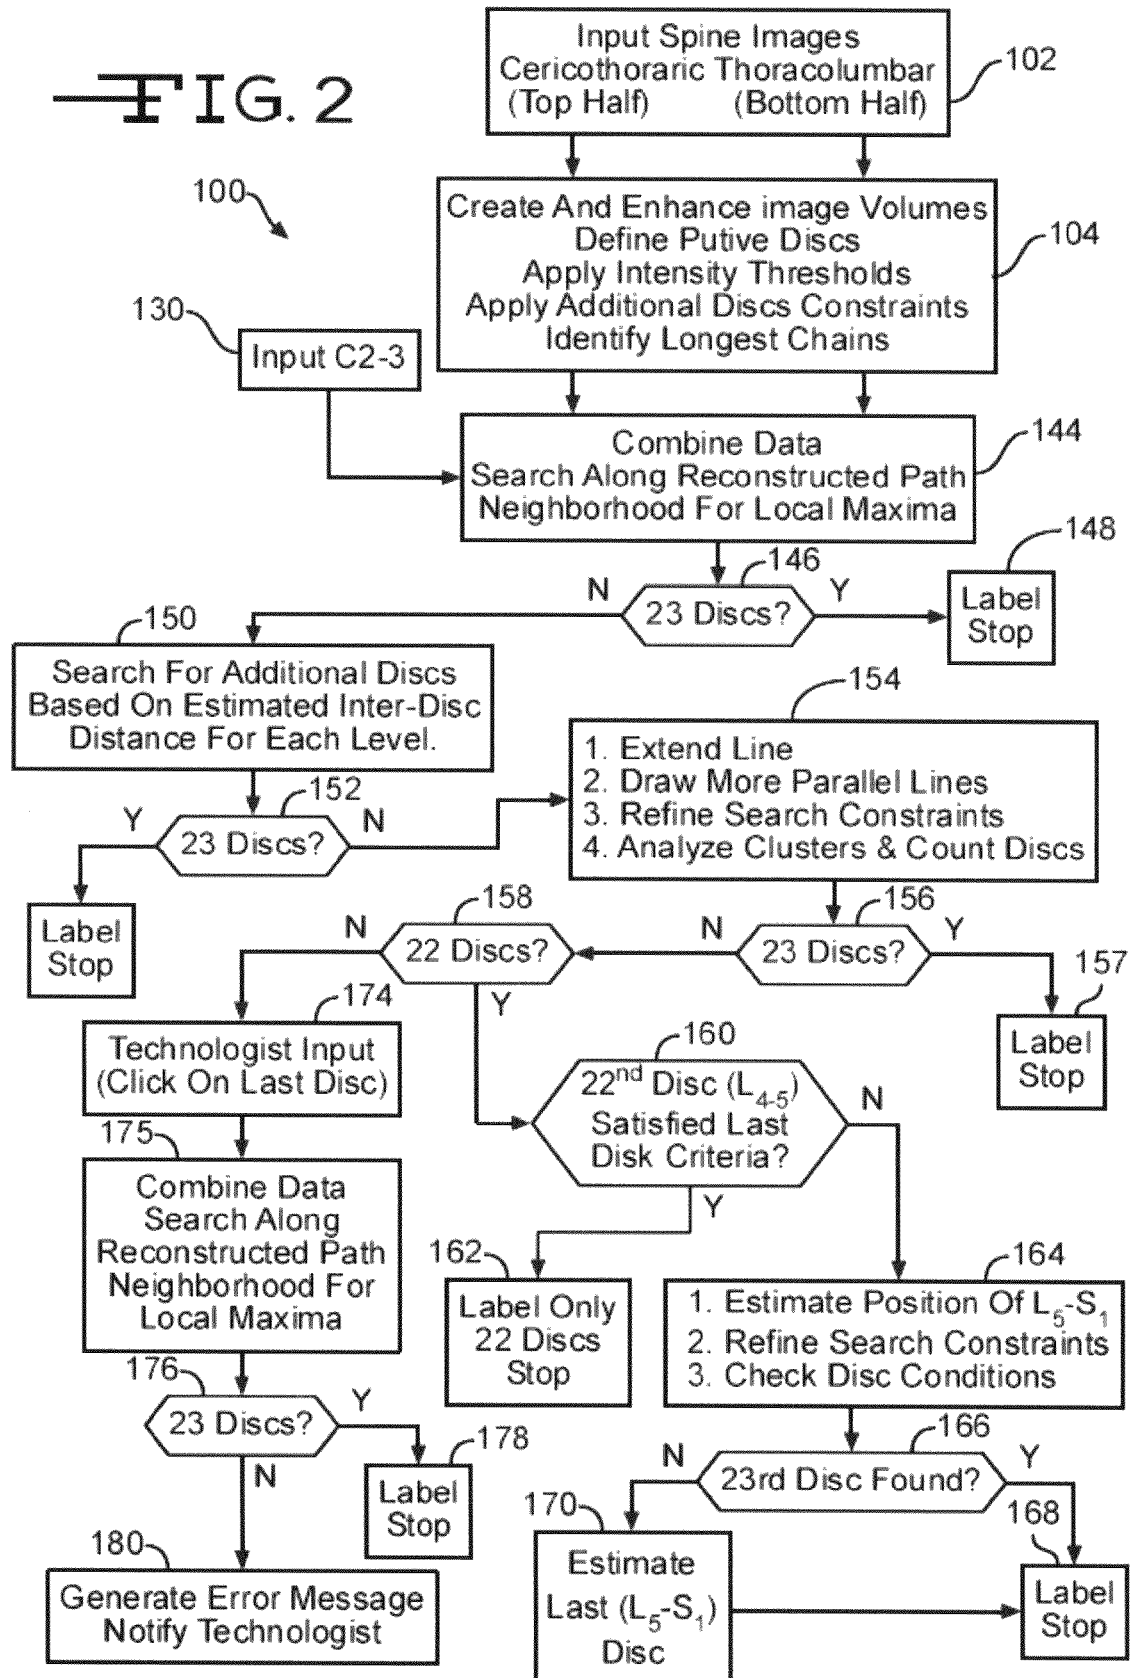 FIG. 2
Input Spine Images
Cericothoraric Thoracolumbar
(Top Half) (Bottom Half)
102
100
Create And Enhance image Volumes
Define Putive Discs
Apply Intensity Thresholds
Apply Additional Discs Constraints
Identify Longest Chains
104
130
Input C2-3
Combine Data
Search Along Reconstructed Path
Neighborhood For Local Maxima
144
146
N
23 Discs?
Y
148
Label
Stop
150
Search For Additional Discs
Based On Estimated Inter-Disc
Distance For Each Level.
154
1. Extend Line
2. Draw More Parallel Lines
3. Refine Search Constraints
4. Analyze Clusters & Count Discs
152
Y
23 Discs?
N
Label
Stop
156
N
23 Discs?
Y
157
Label
Stop
158
N
22 Discs?
Y
174
Technologist Input
(Click On Last Disc)
160
22nd Disc (L4-5)
Satisfied Last
Disk Criteria?
N
Y
175
Combine Data
Search Along
Reconstructed Path
Neighborhood For
Local Maxima
162
Label Only
22 Discs
Stop
164
1. Estimate Position Of L5-S1
2. Refine Search Constraints
3. Check Disc Conditions
176
23 Discs?
Y
N
178
Label
Stop
166
N
23rd Disc Found?
Y
170
Estimate
Last (L5-S1)
Disc
168
Label
Stop
180
Generate Error Message
Notify Technologist